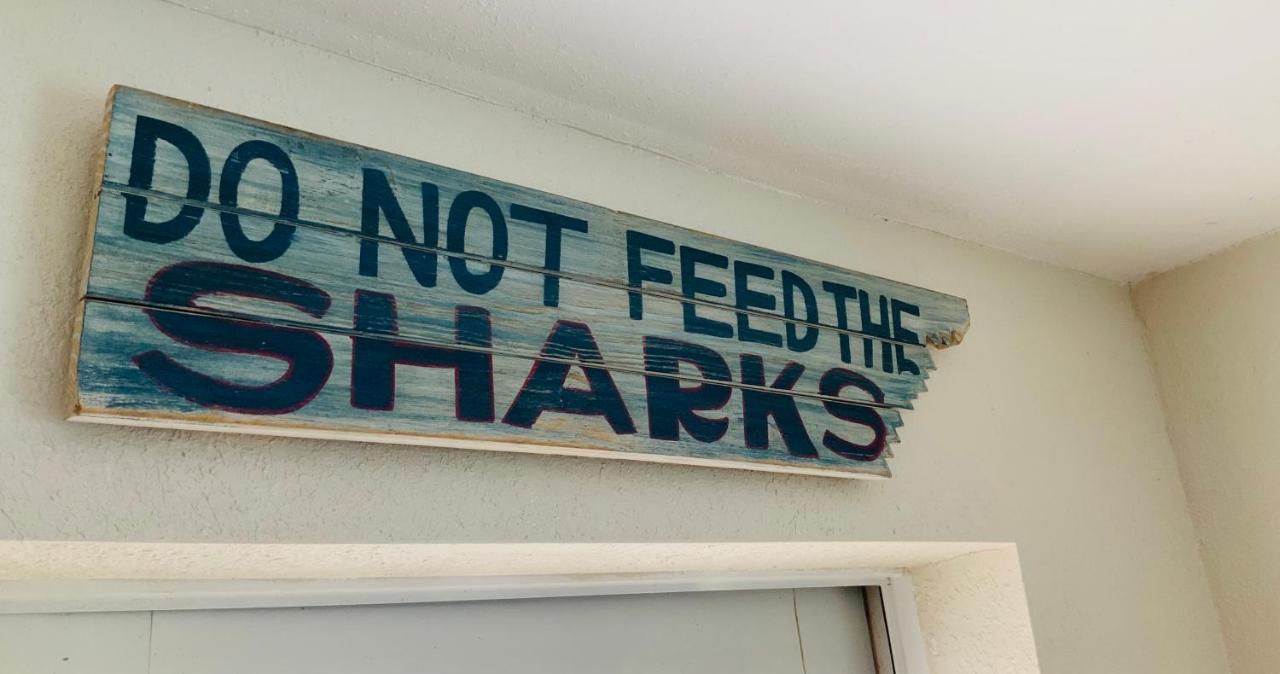 DO NOT FEED THE
SHARKS